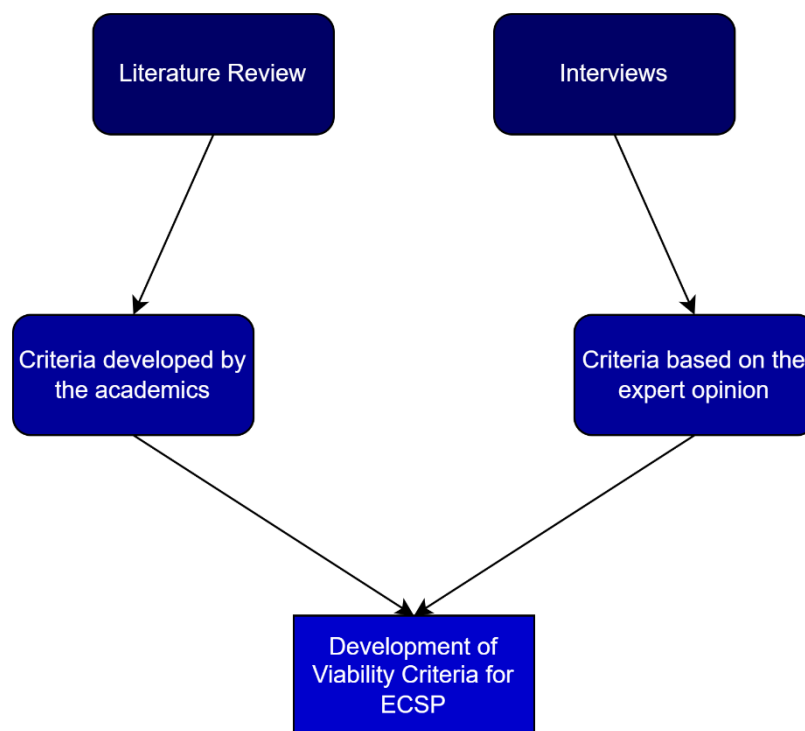 Literature Review
Interviews
Criteria developed by
the academics
Criteria based on the
expert opinion
Development of
Viability Criteria for
ECSP